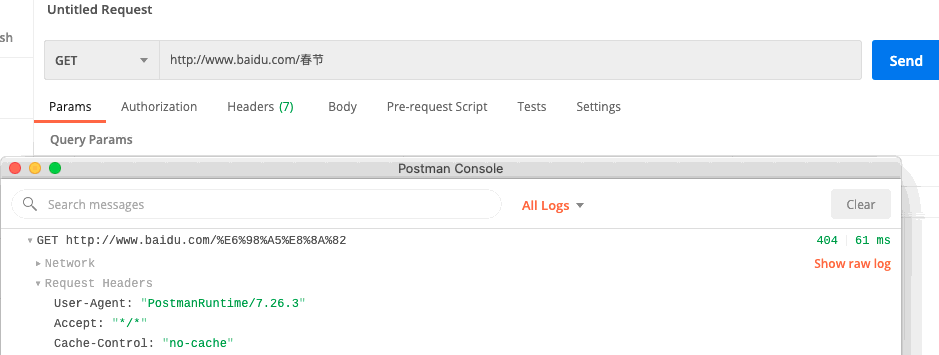 Untitled Request
sh
GET http://www.baidu.com/春节 Send
Params Authorization Headers (7) Body Pre-request Script Tests Settings
Query Params
Postman Console
Search messages All Logs Clear
GET http://www.baidu.com/%E6%98%A5%E8%8A%82 404 61 ms
Network Show raw log
Request Headers
User-Agent: "PostmanRuntime/7.26.3"
Accept: "*/*"
Cache-Control: "no-cache"